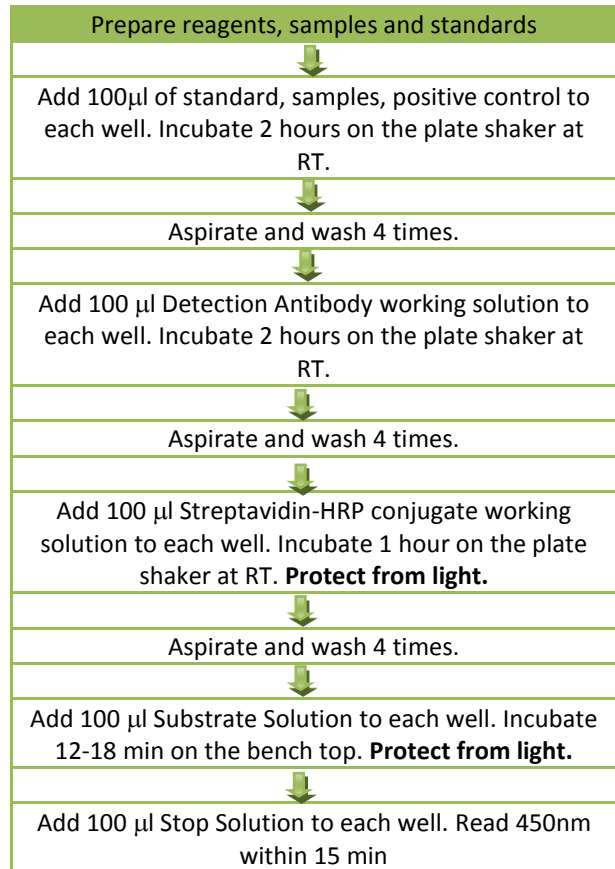 Prepare reagents, samples and standards
Add 100μl of standard, samples, positive control to
each well. Incubate 2 hours on the plate shaker at
RT.
Aspirate and wash 4 times.
Add 100 μl Detection Antibody working solution to
each well. Incubate 2 hours on the plate shaker at
RT.
Aspirate and wash 4 times.
Add 100 μl Streptavidin-HRP conjugate working
solution to each well. Incubate 1 hour on the plate
shaker at RT. Protect from light.
Aspirate and wash 4 times.
Add 100 μl Substrate Solution to each well. Incubate
12-18 min on the bench top. Protect from light.
Add 100 μl Stop Solution to each well. Read 450nm
within 15 min